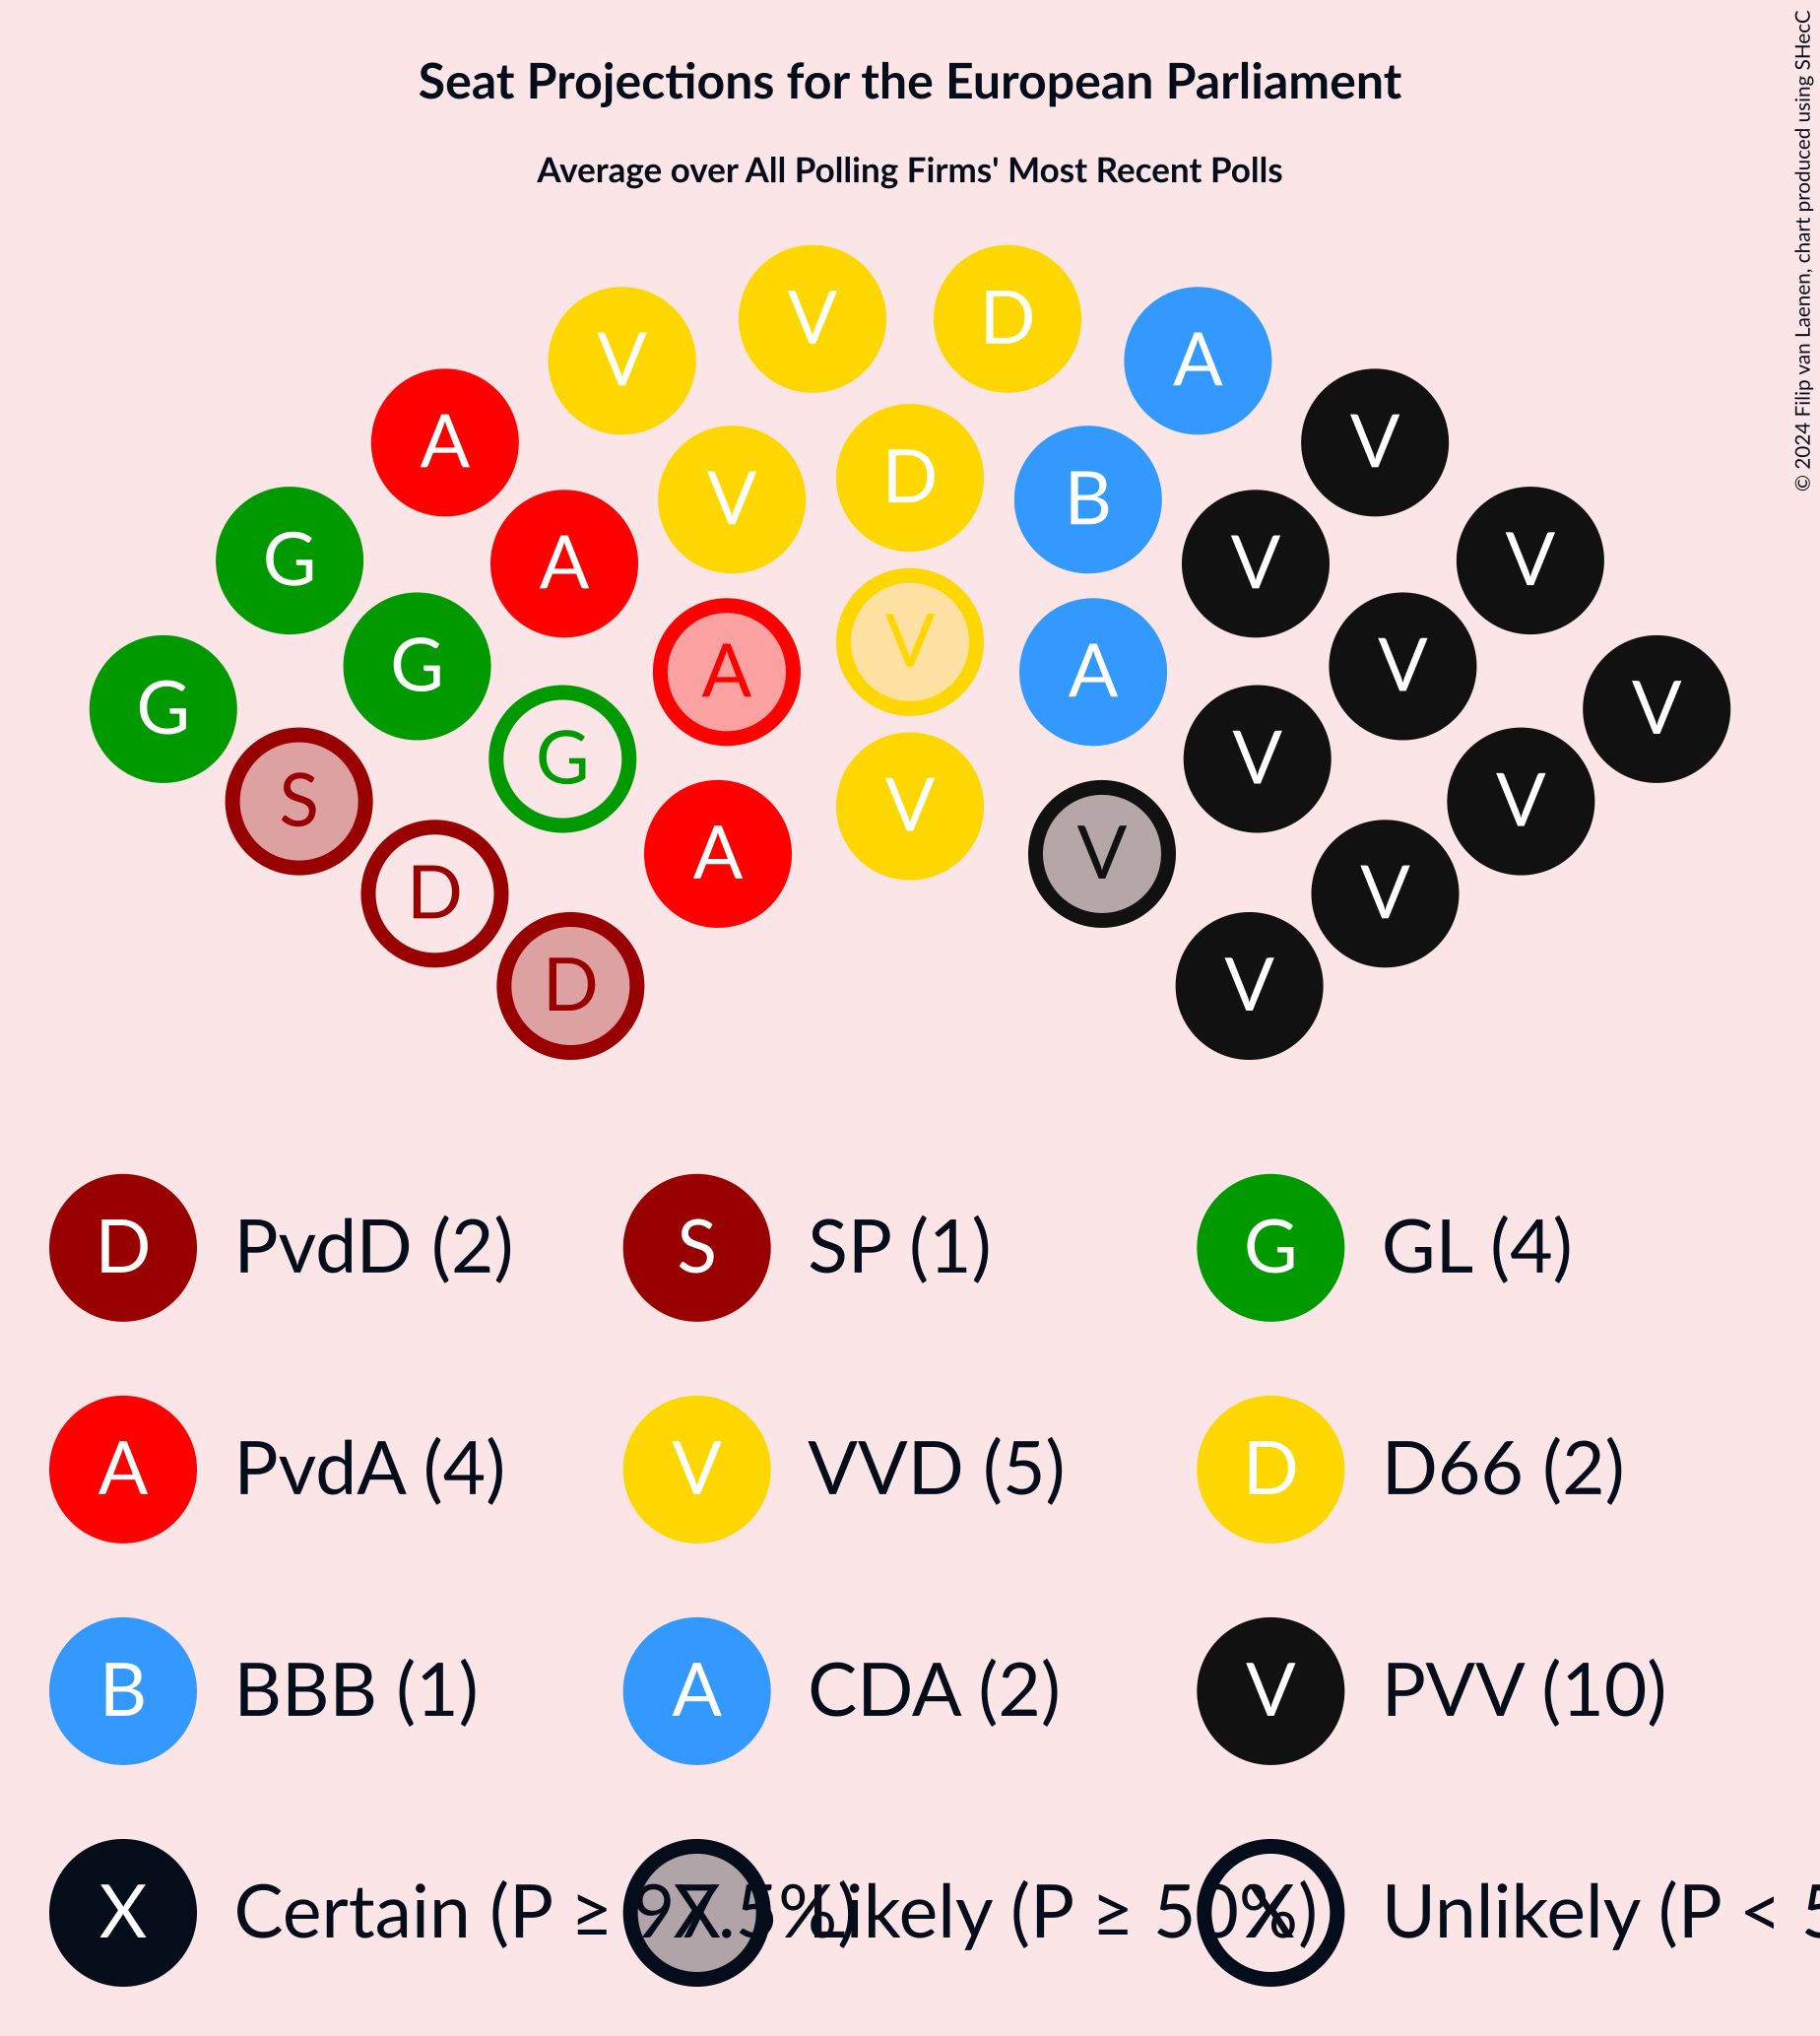 Seat Projections for the European Parliament
Average over All Polling Firms' Most Recent Polls
© 2024 Filip van Laenen, chart produced using SHecC
V V D
V A
A V
V D B
G A V V
V
A A
G V
G V
G V
S V
V
A V
D V
D V
D PvdD (2) S SP (1) G GL (4)
A PvdA (4) V VVD (5) D D66 (2)
B BBB (1) A CDA (2) V PVV (10)
X Certain (P ≥ 97.5%) X Likely (P ≥ 50%) X Unlikely (P < 5